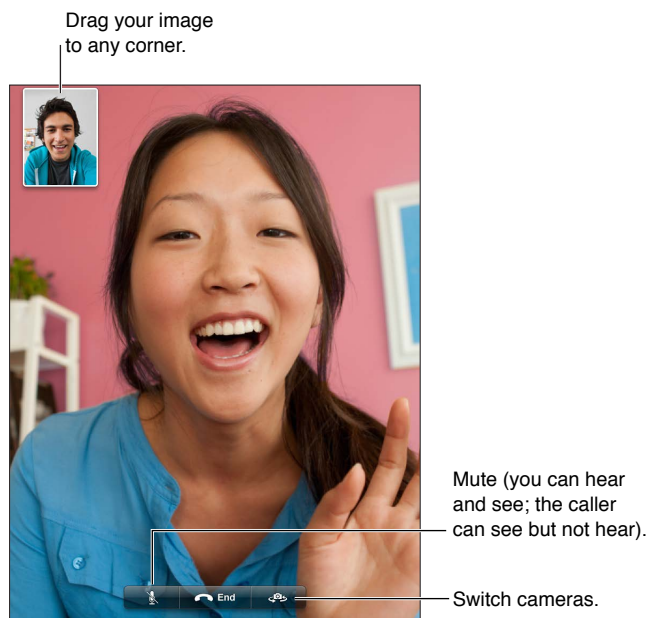 Drag your image
to any corner.
Mute (you can hear
and see; the caller
can see but not hear).
End
Switch cameras.